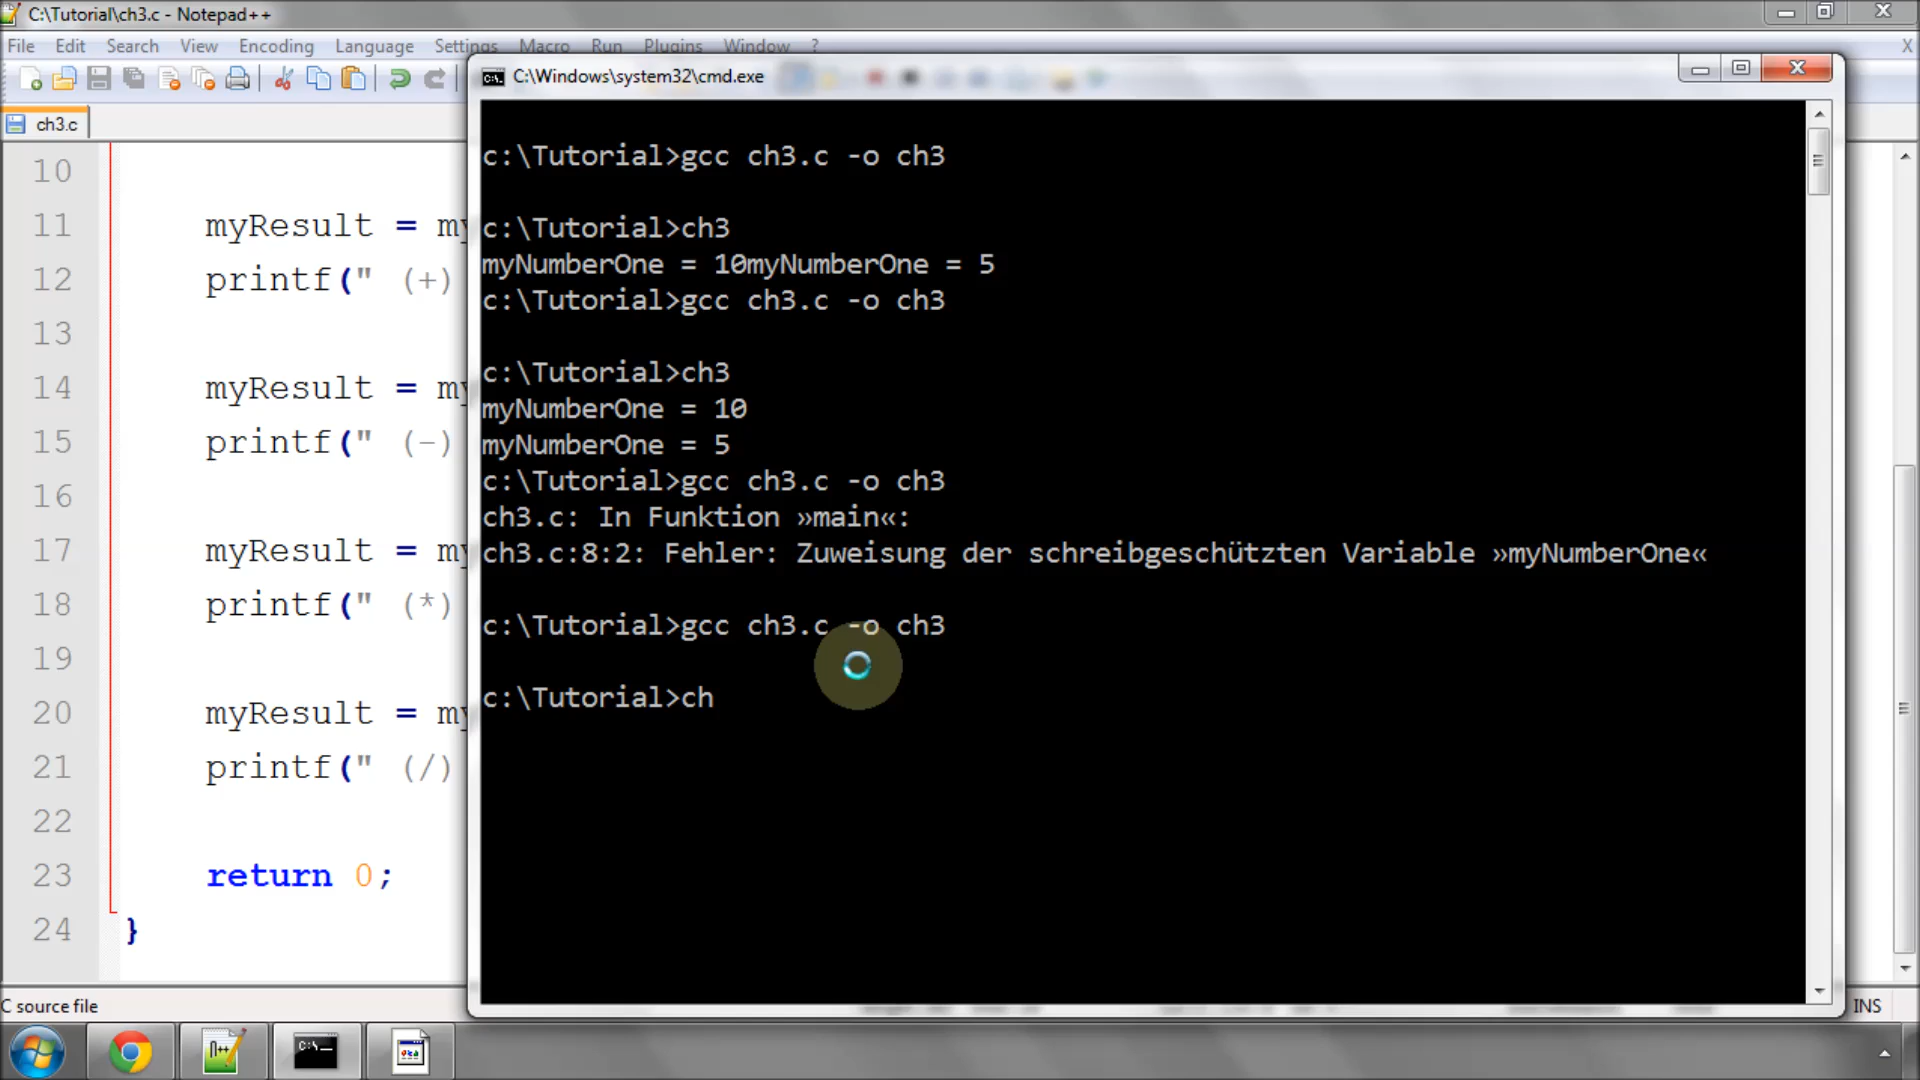 C:\Tutorial\ch3.c - Notepad++
File Edit Search View Encoding Language Settings Macro Run Plugins Window ? X
C:\Windows\system32\cmd.exe
ch3.c
10
11 myResult = my
12 printf(" (+)
13
14 myResult = my
15 printf(" (-)
16
17 myResult = my
18 printf(" (*)
19
20 myResult = my
21 printf(" (/)
22
23 return 0;
24 }
c:\Tutorial>gcc ch3.c -o ch3
c:\Tutorial>ch3
myNumberOne = 10myNumberOne = 5
c:\Tutorial>gcc ch3.c -o ch3
c:\Tutorial>ch3
myNumberOne = 10
myNumberOne = 5
c:\Tutorial>gcc ch3.c -o ch3
ch3.c: In Funktion »main«:
ch3.c:8:2: Fehler: Zuweisung der schreibgeschützten Variable »myNumberOne«
c:\Tutorial>gcc ch3.c -o ch3
c:\Tutorial>ch
C source file
INS